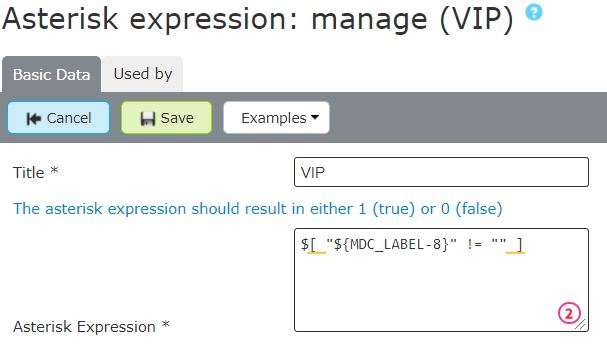 Asterisk expression: manage (VIP) ?
Basic Data Used by
Cancel Save Examples
Title * VIP
The asterisk expression should result in either 1 (true) or 0 (false)
$[ "${MDC_LABEL-8}" != "" ]
2
Asterisk Expression *